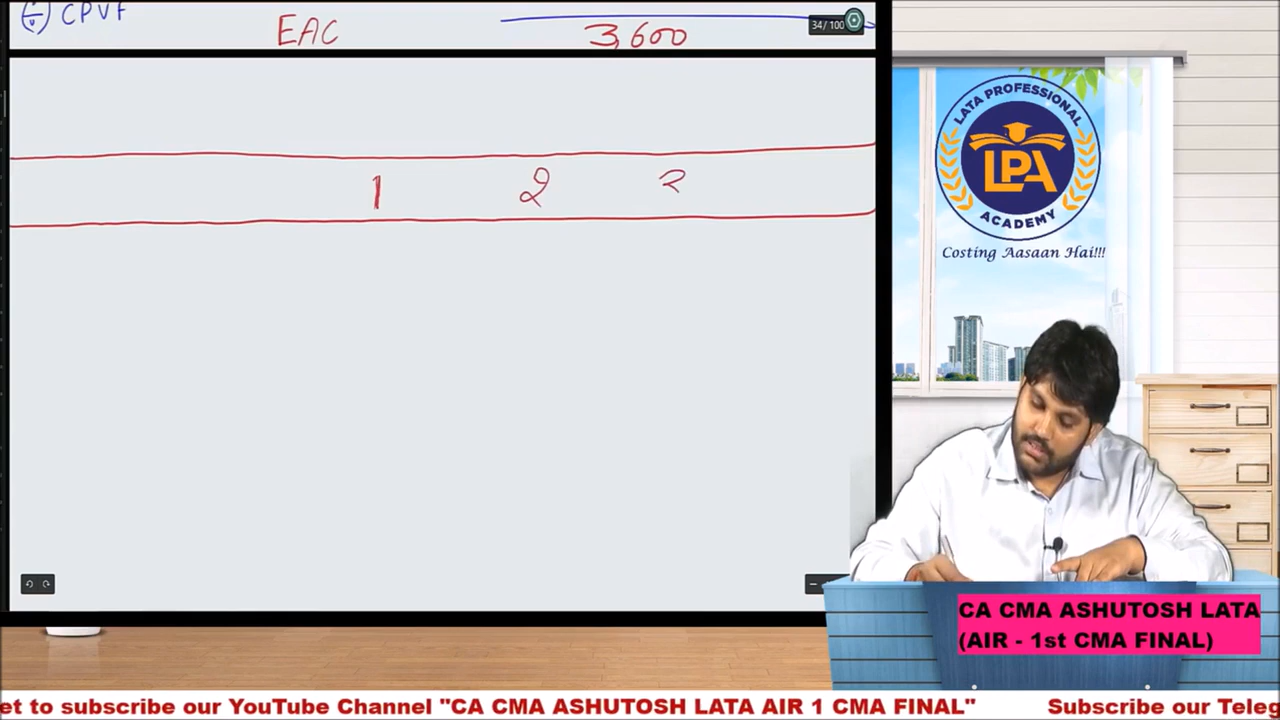 (÷) CPVF
EAC 3,600
34/100
1 2 2
LATA PROFESSIONAL
LPA
ACADEMY
Costing Aasaan Hai!!!
CA CMA ASHUTOSH LATA
(AIR - 1st CMA FINAL)
et to subscribe our YouTube Channel "CA CMA ASHUTOSH LATA AIR 1 CMA FINAL" Subscribe our Teleg